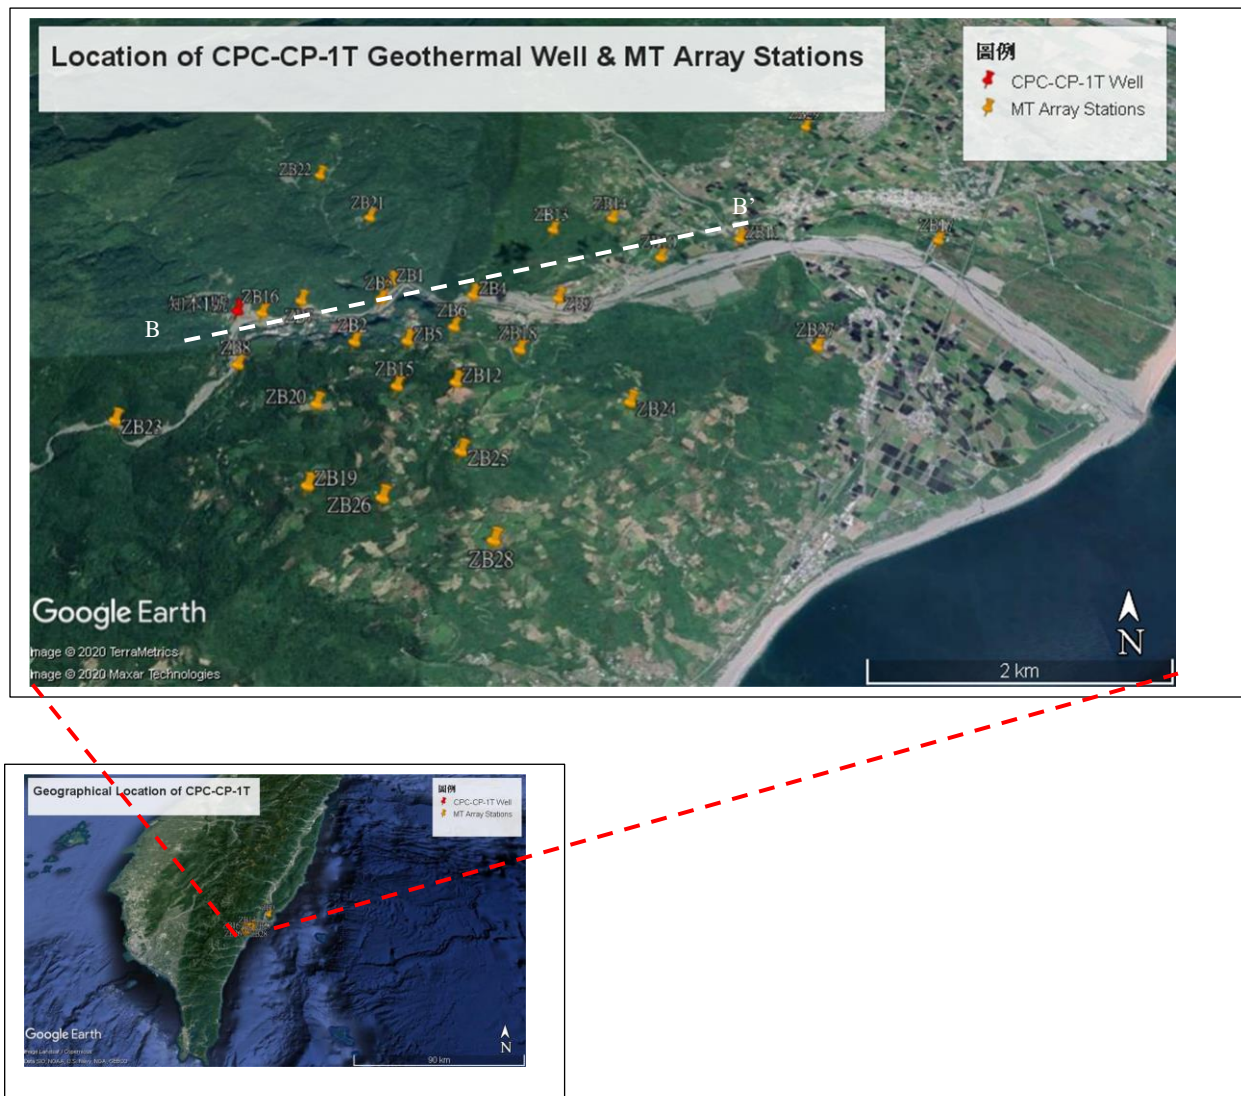 Location of CPC-CP-1T Geothermal Well & MT Array Stations
圖例
CPC-CP-1T Well
MT Array Stations
ZB22
ZB21
ZB13
ZB14
B'
ZB1
ZB16
ZB4
B
ZB2
ZB5
ZB6
ZB18
ZB27
ZB8
ZB15
ZB12
ZB20
ZB24
ZB23
ZB25
ZB19
ZB26
ZB28
Google Earth
Image © 2020 TerraMetrics
Image © 2020 Maxar Technologies
N
2 km
Geographical Location of CPC-CP-1T
圖例
CPC-CP-1T Well
MT Array Stations
Google Earth
N
90 km